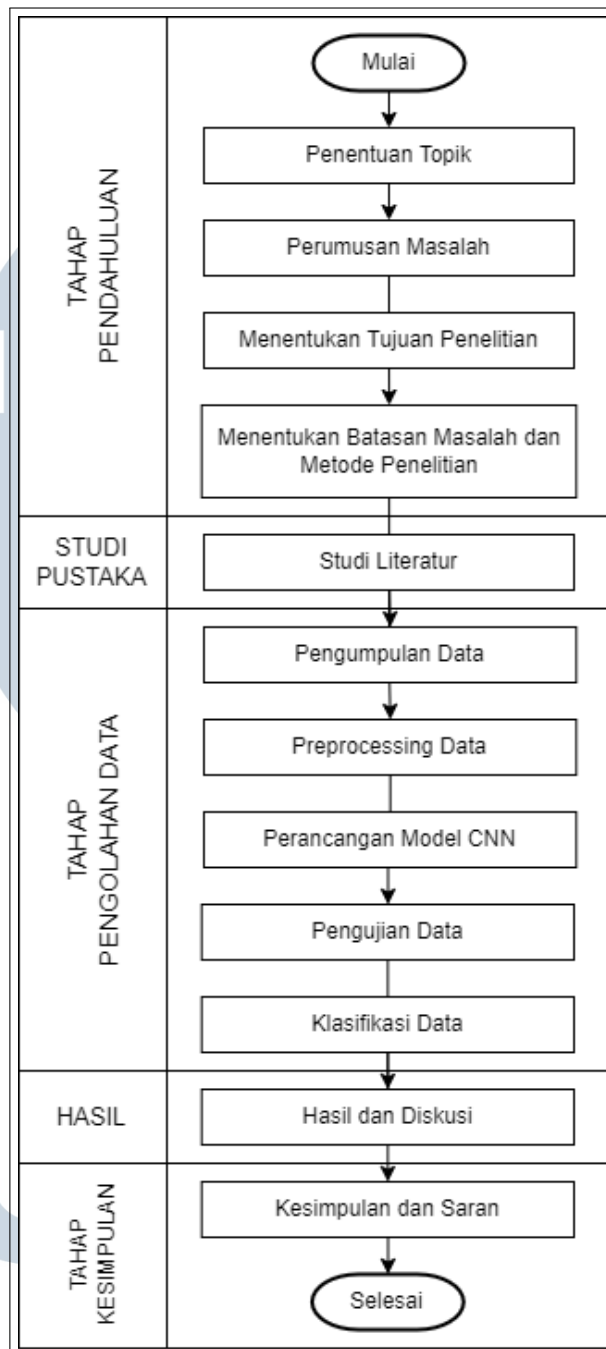 TAHAP
PENDAHULUAN
Mulai
Penentuan Topik
Perumusan Masalah
Menentukan Tujuan Penelitian
Menentukan Batasan Masalah dan
Metode Penelitian
STUDI
PUSTAKA
Studi Literatur
TAHAP
PENGOLAHAN DATA
Pengumpulan Data
Preprocessing Data
Perancangan Model CNN
Pengujian Data
Klasifikasi Data
HASIL
Hasil dan Diskusi
TAHAP
KESIMPULAN
Kesimpulan dan Saran
Selesai